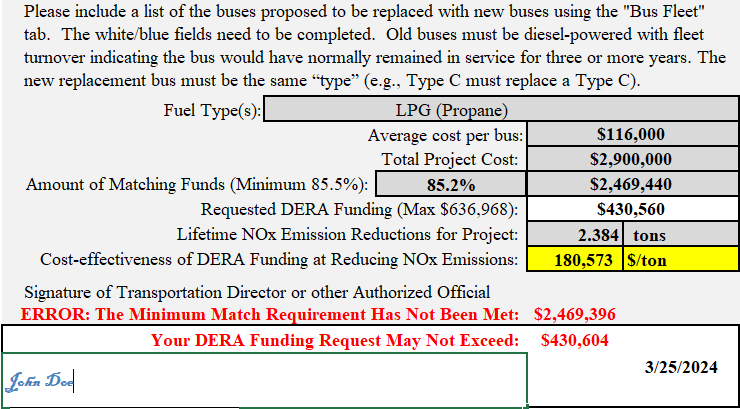 Please include a list of the buses proposed to be replaced with new buses using the "Bus Fleet"
tab.  The white/blue fields need to be completed.  Old buses must be diesel-powered with fleet
turnover indicating the bus would have normally remained in service for three or more years. The
new replacement bus must be the same “type” (e.g., Type C must replace a Type C).
Fuel Type(s): LPG (Propane)
Average cost per bus: $116,000
Total Project Cost: $2,900,000
Amount of Matching Funds (Minimum 85.5%): 85.2% $2,469,440
Requested DERA Funding (Max $636,968): $430,560
Lifetime NOx Emission Reductions for Project: 2.384 tons
Cost-effectiveness of DERA Funding at Reducing NOx Emissions: 180,573 $/ton
Signature of Transportation Director or other Authorized Official
ERROR: The Minimum Match Requirement Has Not Been Met: $2,469,396
Your DERA Funding Request May Not Exceed: $430,604
3/25/2024
John Doe